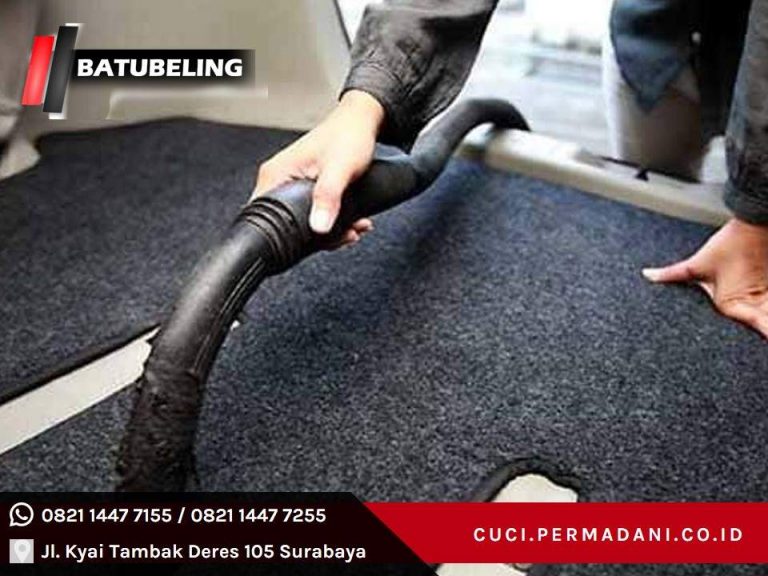 BATUBELING
0821 1447 7155 / 0821 1447 7255
Jl. Kyai Tambak Deres 105 Surabaya
CUCI.PERMADANI.CO.ID